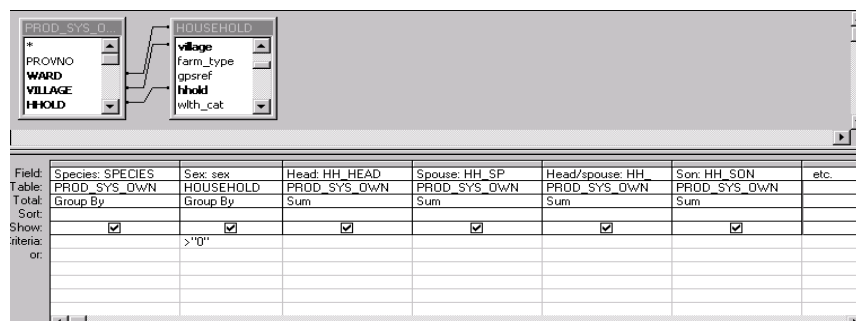 PROD_SYS_O... HOUSEHOLD
*
PROVNO
WARD
VILLAGE
HHOLD
village
farm_type
gpsref
hhold
wlth_cat
Field: Species: SPECIES Sex: sex Head: HH_HEAD Spouse: HH_SP Head/spouse: HH_ Son: HH_SON etc.
Table: PROD_SYS_OWN HOUSEHOLD PROD_SYS_OWN PROD_SYS_OWN PROD_SYS_OWN PROD_SYS_OWN
Total: Group By Group By Sum Sum Sum Sum
Sort:
Show:
Criteria: >"0"
or: